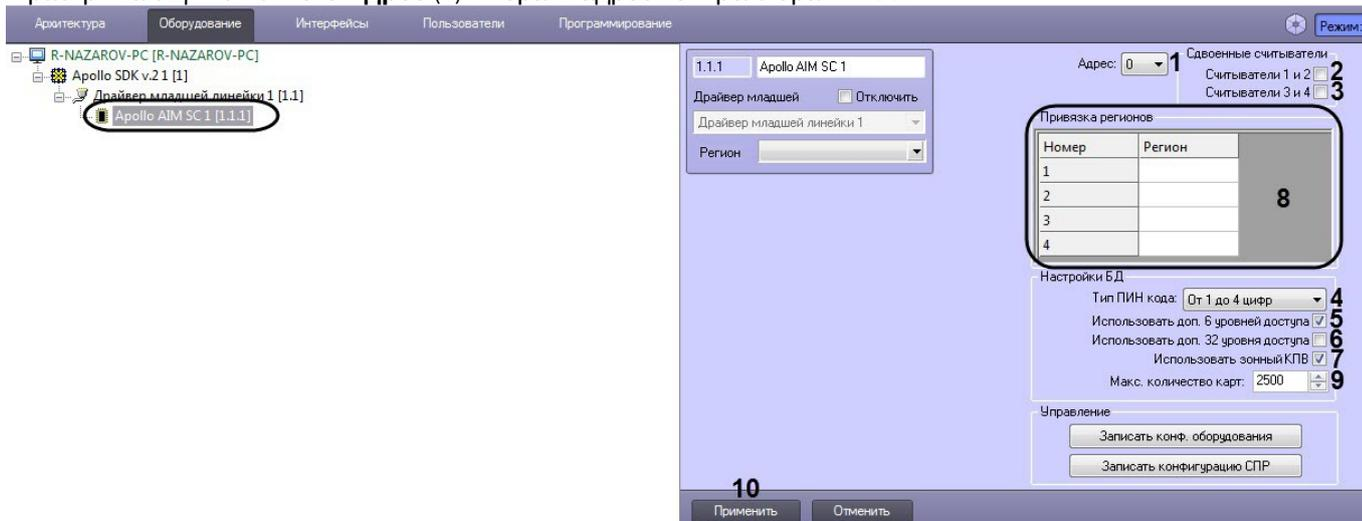 Архитектура Оборудование Интерфейсы Пользователи Программирование Режим:
R-NAZAROV-PC [R-NAZAROV-PC]
Apollo SDK v.2 1 [1]
Драйвер младшей линейки 1 [1.1]
Apollo AIM SC 1 [1.1.1]
1.1.1 Apollo AIM SC 1
Драйвер младшей Отключить
Драйвер младшей линейки 1
Регион
Адрес: 0 1
Сдвоенные считыватели
Считыватели 1 и 2 2
Считыватели 3 и 4 3
Привязка регионов
Номер Регион
1
2
3
4
8
Настройки БД
Тип ПИН кода: От 1 до 4 цифр 4
Использовать доп. 6 уровней доступа 5
Использовать доп. 32 уровня доступа 6
Использовать зонный КПВ 7
Макс. количество карт: 2500 9
Управление
Записать конф. оборудования
Записать конфигурацию СПР
10
Применить Отменить